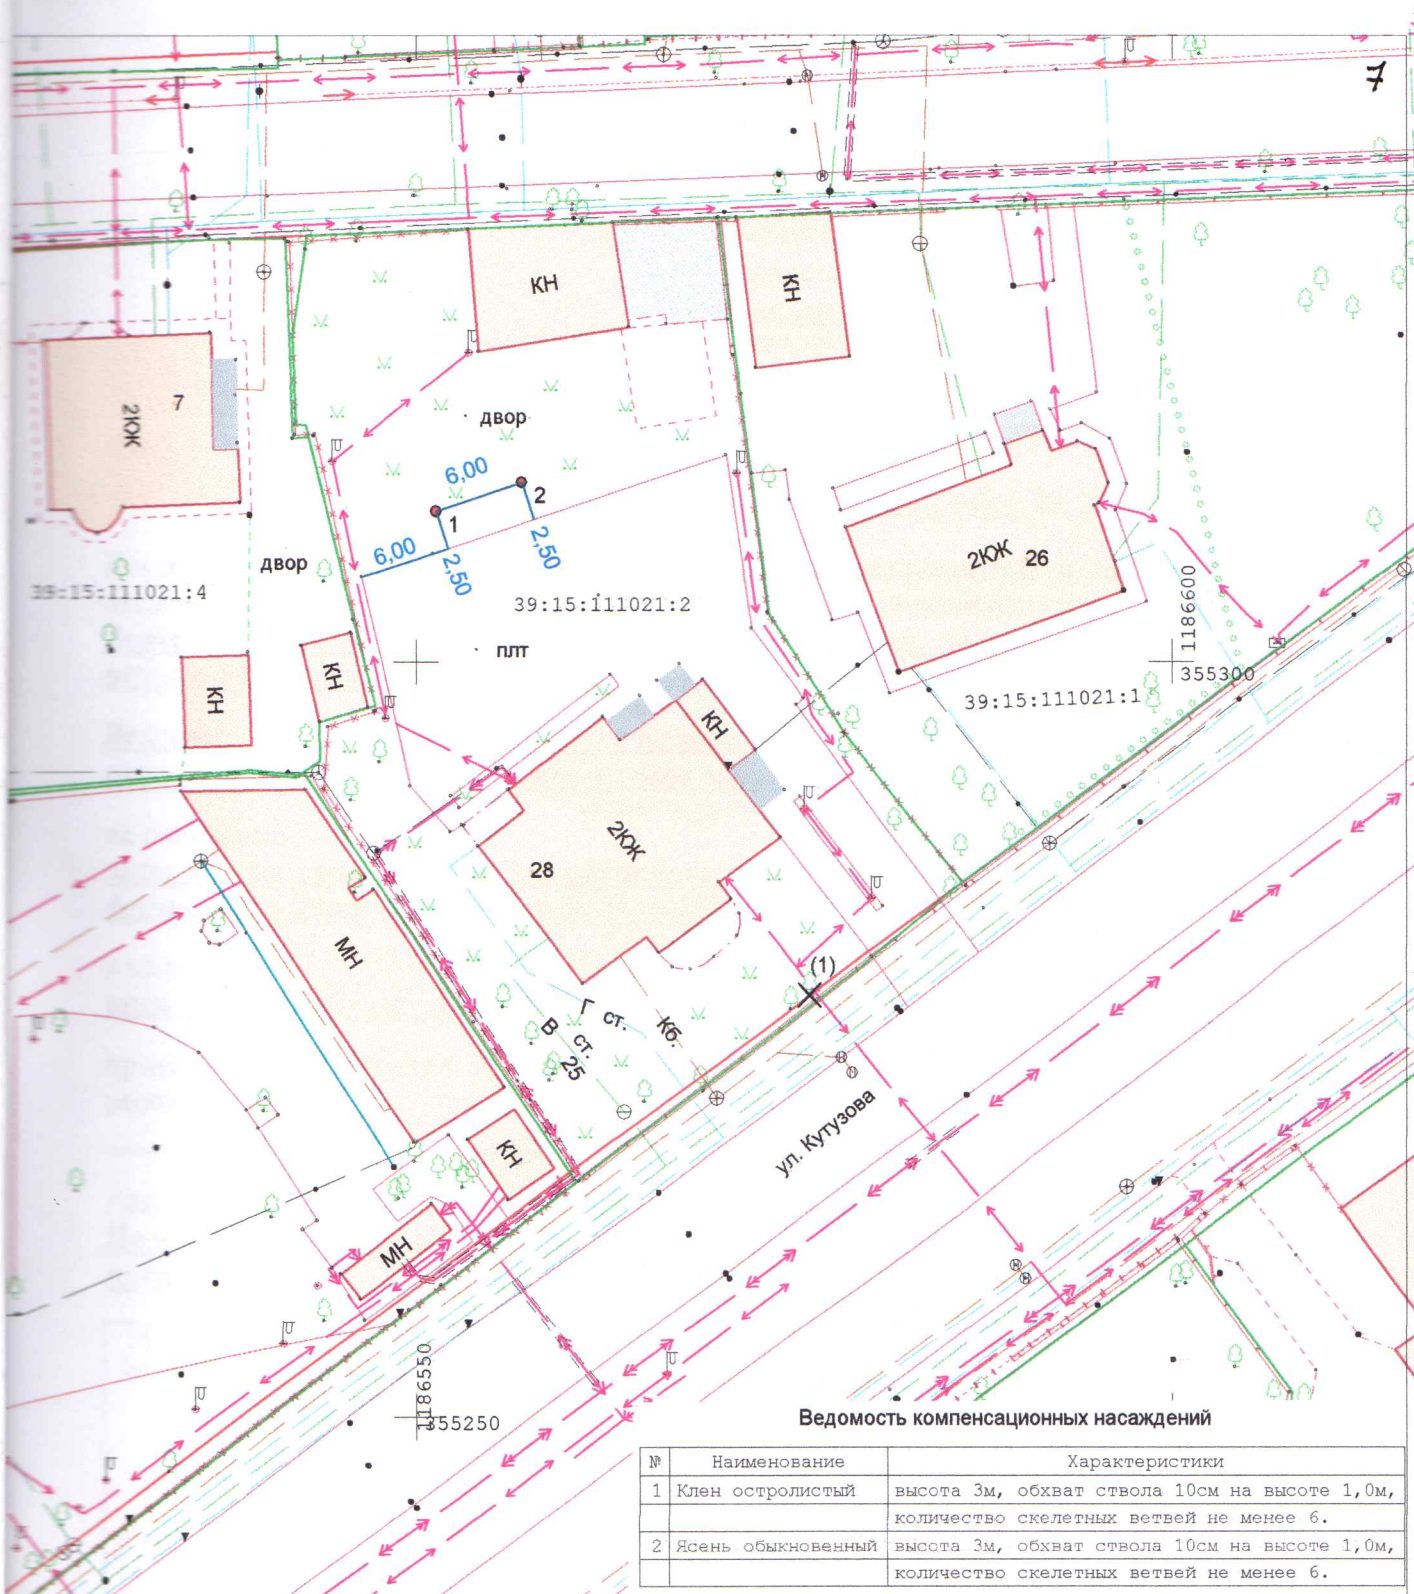 7
КН
КН
2КЖ
7
двор
6,00
2
1
6,00
2,50
2,50
двор
39:15:111021:4
39:15:111021:2
2КЖ
26
1186600
355300
39:15:111021:1
плт
КН
КН
КН
2КЖ
28
МН
(1)
Г ст.
В ст. 25
Кб.
ул. Кутузова
КН
МН
1186550
355250
Ведомость компенсационных насаждений
№ Наименование Характеристики
1 Клен остролистый высота 3м, обхват ствола 10см на высоте 1,0м,
количество скелетных ветвей не менее 6.
2 Ясень обыкновенный высота 3м, обхват ствола 10см на высоте 1,0м,
количество скелетных ветвей не менее 6.